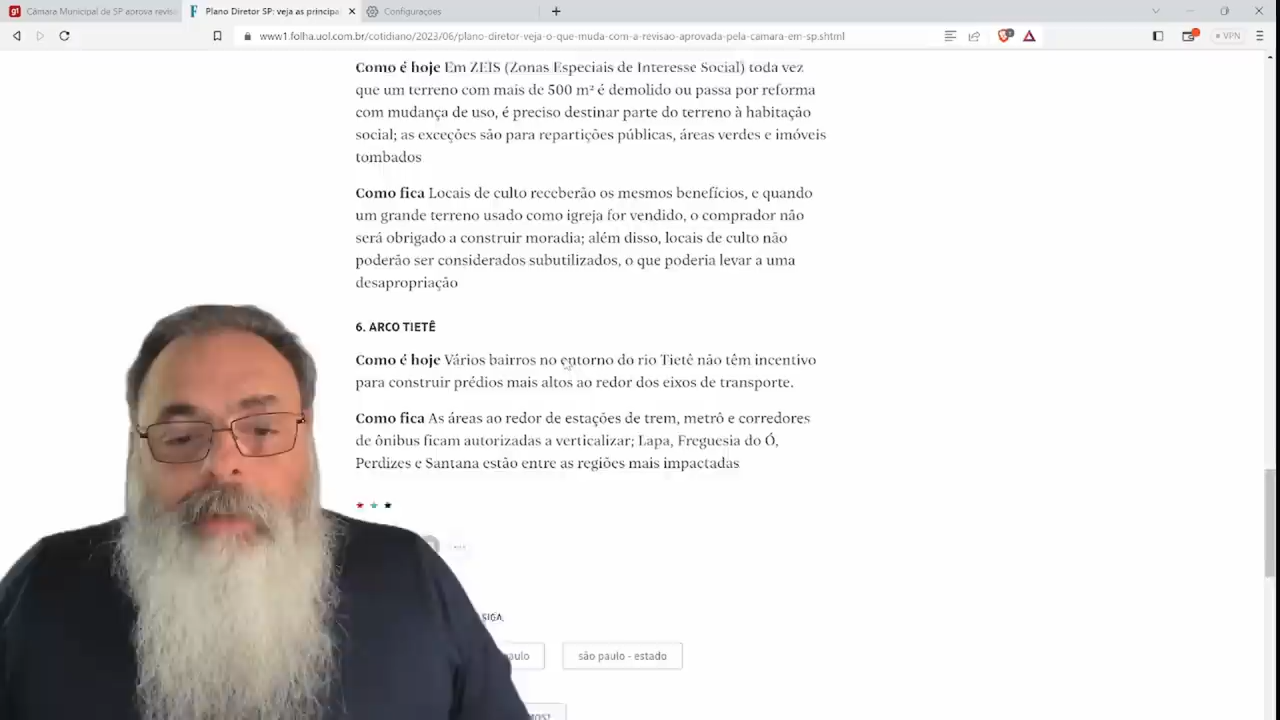 Câmara Municipal de SP aprova revis
Plano Diretor SP: veja as principa
Configurações
www1.folha.uol.com.br/cotidiano/2023/06/plano-diretor-veja-o-que-muda-com-a-revisao-aprovada-pela-camara-em-sp.shtml
VPN
Como é hoje Em ZEIS (Zonas Especiais de Interesse Social) toda vez
que um terreno com mais de 500 m² é demolido ou passa por reforma
com mudança de uso, é preciso destinar parte do terreno à habitação
social; as exceções são para repartições públicas, áreas verdes e imóveis
tombados
Como fica Locais de culto receberão os mesmos benefícios, e quando
um grande terreno usado como igreja for vendido, o comprador não
será obrigado a construir moradia; além disso, locais de culto não
poderão ser considerados subutilizados, o que poderia levar a uma
desapropriação
6. ARCO TIETÊ
Como é hoje Vários bairros no entorno do rio Tietê não têm incentivo
para construir prédios mais altos ao redor dos eixos de transporte.
Como fica As áreas ao redor de estações de trem, metrô e corredores
de ônibus ficam autorizadas a verticalizar; Lapa, Freguesia do Ó,
Perdizes e Santana estão entre as regiões mais impactadas
SIGA
paulo
são paulo - estado